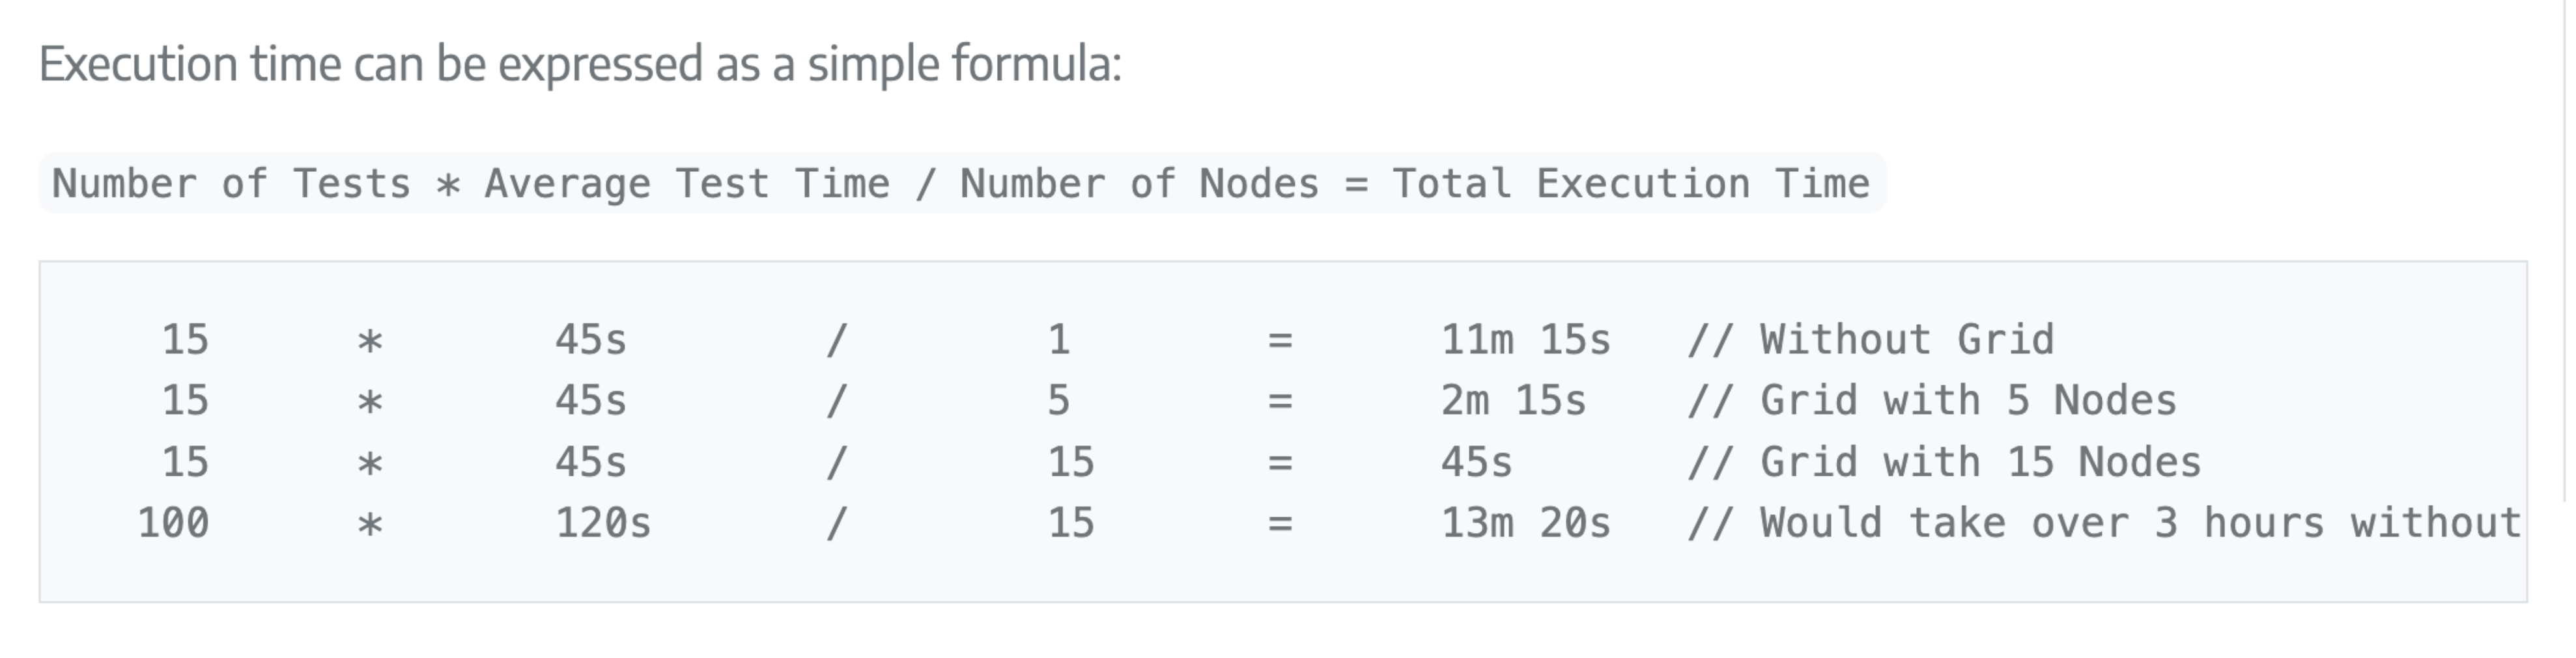 Execution time can be expressed as a simple formula:
Number of Tests * Average Test Time / Number of Nodes = Total Execution Time
15 * 45s / 1 = 11m 15s // Without Grid
15 * 45s / 5 = 2m 15s // Grid with 5 Nodes
15 * 45s / 15 = 45s // Grid with 15 Nodes
100 * 120s / 15 = 13m 20s // Would take over 3 hours without